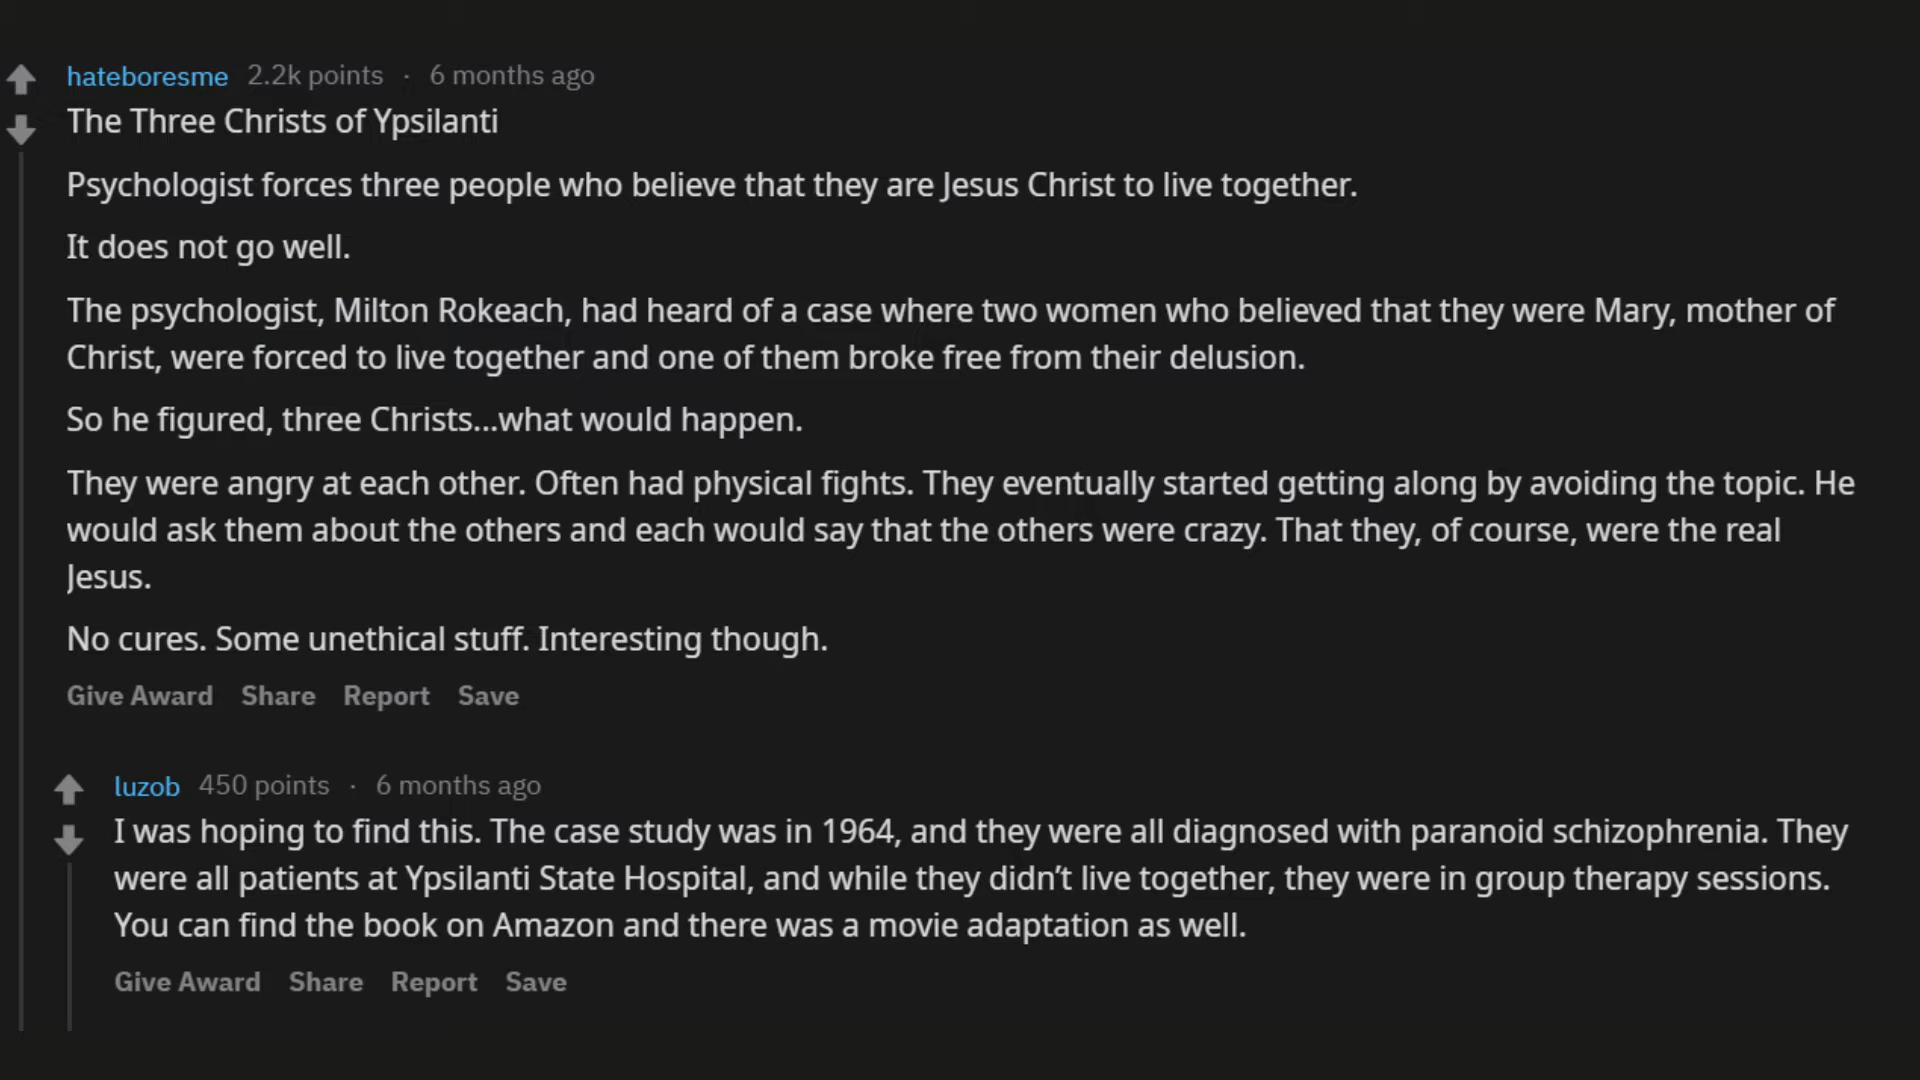 hateboresme 2.2k points · 6 months ago
The Three Christs of Ypsilanti
Psychologist forces three people who believe that they are Jesus Christ to live together.
It does not go well.
The psychologist, Milton Rokeach, had heard of a case where two women who believed that they were Mary, mother of
Christ, were forced to live together and one of them broke free from their delusion.
So he figured, three Christs...what would happen.
They were angry at each other. Often had physical fights. They eventually started getting along by avoiding the topic. He
would ask them about the others and each would say that the others were crazy. That they, of course, were the real
Jesus.
No cures. Some unethical stuff. Interesting though.
Give Award Share Report Save
luzob 450 points · 6 months ago
I was hoping to find this. The case study was in 1964, and they were all diagnosed with paranoid schizophrenia. They
were all patients at Ypsilanti State Hospital, and while they didn’t live together, they were in group therapy sessions.
You can find the book on Amazon and there was a movie adaptation as well.
Give Award Share Report Save